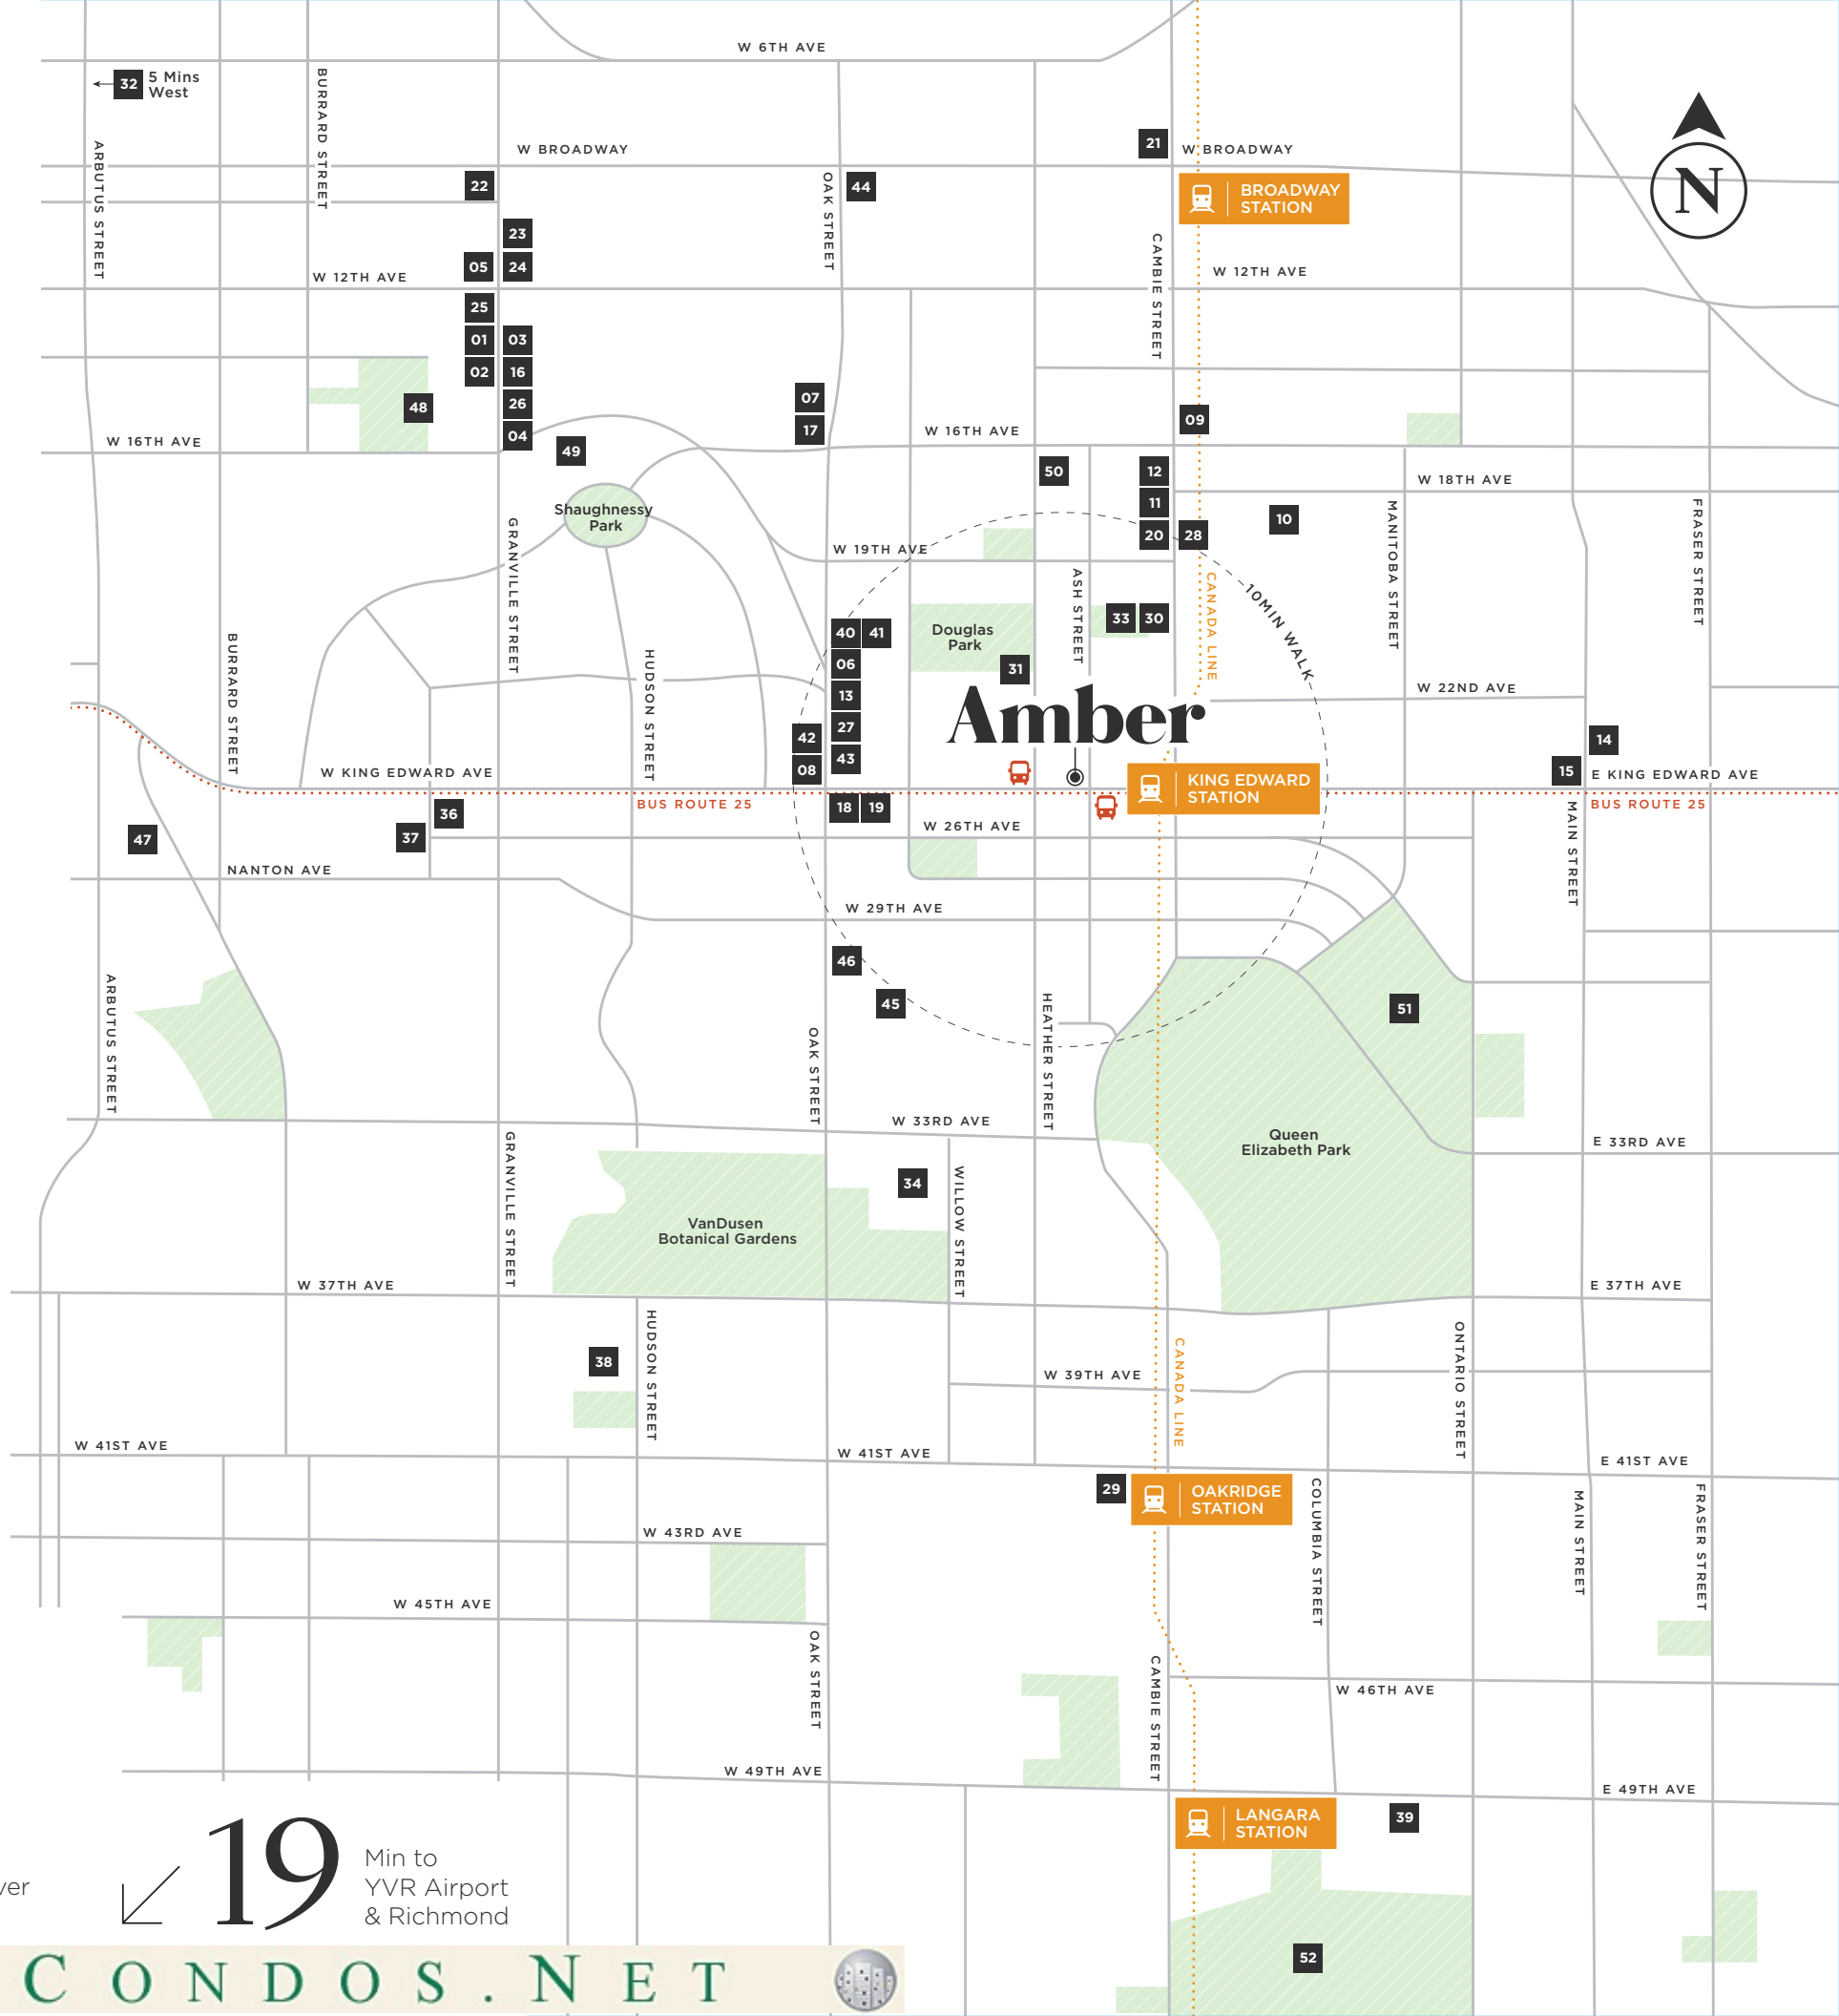 W 6TH AVE
32 5 Mins
West
BURRARD STREET
ARBUTUS STREET
W BROADWAY
21
W BROADWAY
N
22
OAK STREET
44
BROADWAY
STATION
23
CAMBIE STREET
05 24
W 12TH AVE
W 12TH AVE
25
01 03
02 16
07
48
26
09
17
04
W 16TH AVE
W 16TH AVE
49
50
12
W 18TH AVE
11
Shaughnessy
Park
10
MANITOBA STREET
FRASER STREET
GRANVILLE STREET
20 28
W 19TH AVE
ASH STREET
CANADA LINE
10MIN WALK
33 30
40 41
Douglas
Park
BURRARD STREET
HUDSON STREET
06
31
13
W 22ND AVE
Amber
27
42
14
43
08
15
W KING EDWARD AVE
E KING EDWARD AVE
KING EDWARD
STATION
BUS ROUTE 25
BUS ROUTE 25
18 19
36
W 26TH AVE
37
47
MAIN STREET
NANTON AVE
W 29TH AVE
46
45
51
ARBUTUS STREET
HEATHER STREET
OAK STREET
W 33RD AVE
Queen
Elizabeth Park
E 33RD AVE
GRANVILLE STREET
34
WILLOW STREET
VanDusen
Botanical Gardens
W 37TH AVE
E 37TH AVE
HUDSON STREET
38
CANADA LINE
ONTARIO STREET
W 39TH AVE
W 41ST AVE
W 41ST AVE
E 41ST AVE
29
OAKRIDGE
STATION
COLUMBIA STREET
MAIN STREET
FRASER STREET
W 43RD AVE
W 45TH AVE
OAK STREET
CAMBIE STREET
W 46TH AVE
W 49TH AVE
E 49TH AVE
LANGARA
STATION
39
19
Min to
YVR Airport
& Richmond
ver
52
CONDOS.NET